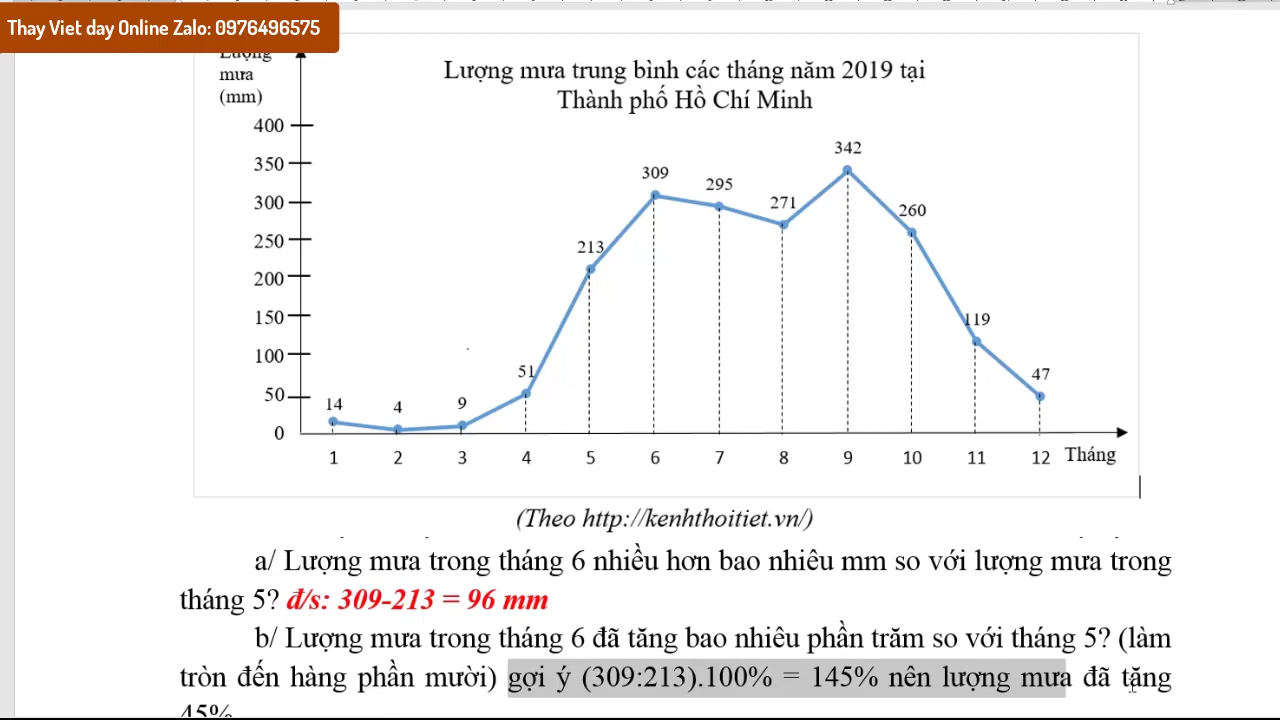 Thay Viet day Online Zalo: 0976496575
Lượng
mưa
(mm)
Lượng mưa trung bình các tháng năm 2019 tại
Thành phố Hồ Chí Minh
400
350
300
250
200
150
100
50
0
14
4
9
51
213
309
295
271
342
260
119
47
1 2 3 4 5 6 7 8 9 10 11 12 Tháng
(Theo http://kenhthoitiet.vn/)
a/ Lượng mưa trong tháng 6 nhiều hơn bao nhiêu mm so với lượng mưa trong
tháng 5? đ/s: 309-213 = 96 mm
b/ Lượng mưa trong tháng 6 đã tăng bao nhiêu phần trăm so với tháng 5? (làm
tròn đến hàng phần mười) gợi ý (309:213).100% = 145% nên lượng mưa đã tăng
45%